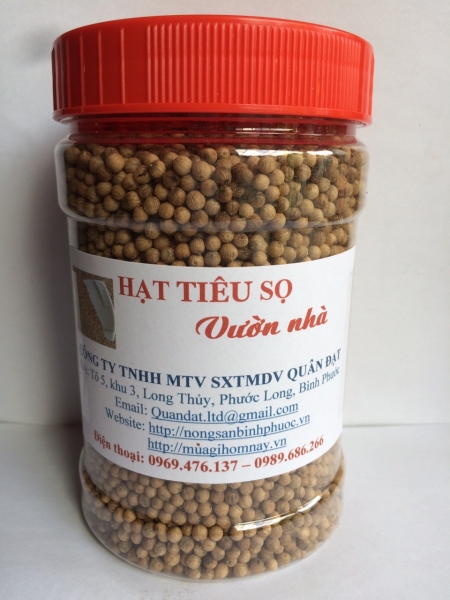 HẠT TIÊU SỌ
Vườn nhà
CÔNG TY TNHH MTV SXTMDV QUÂN ĐẠT
Tổ 5, khu 3, Long Thủy, Phước Long, Bình Phước
Email: Quandat.ltd@gmail.com
Website: http://nongsanbinhphuoc.vn
http://muagihomnay.vn
Điện thoại: 0969.476.137 – 0989.686.266